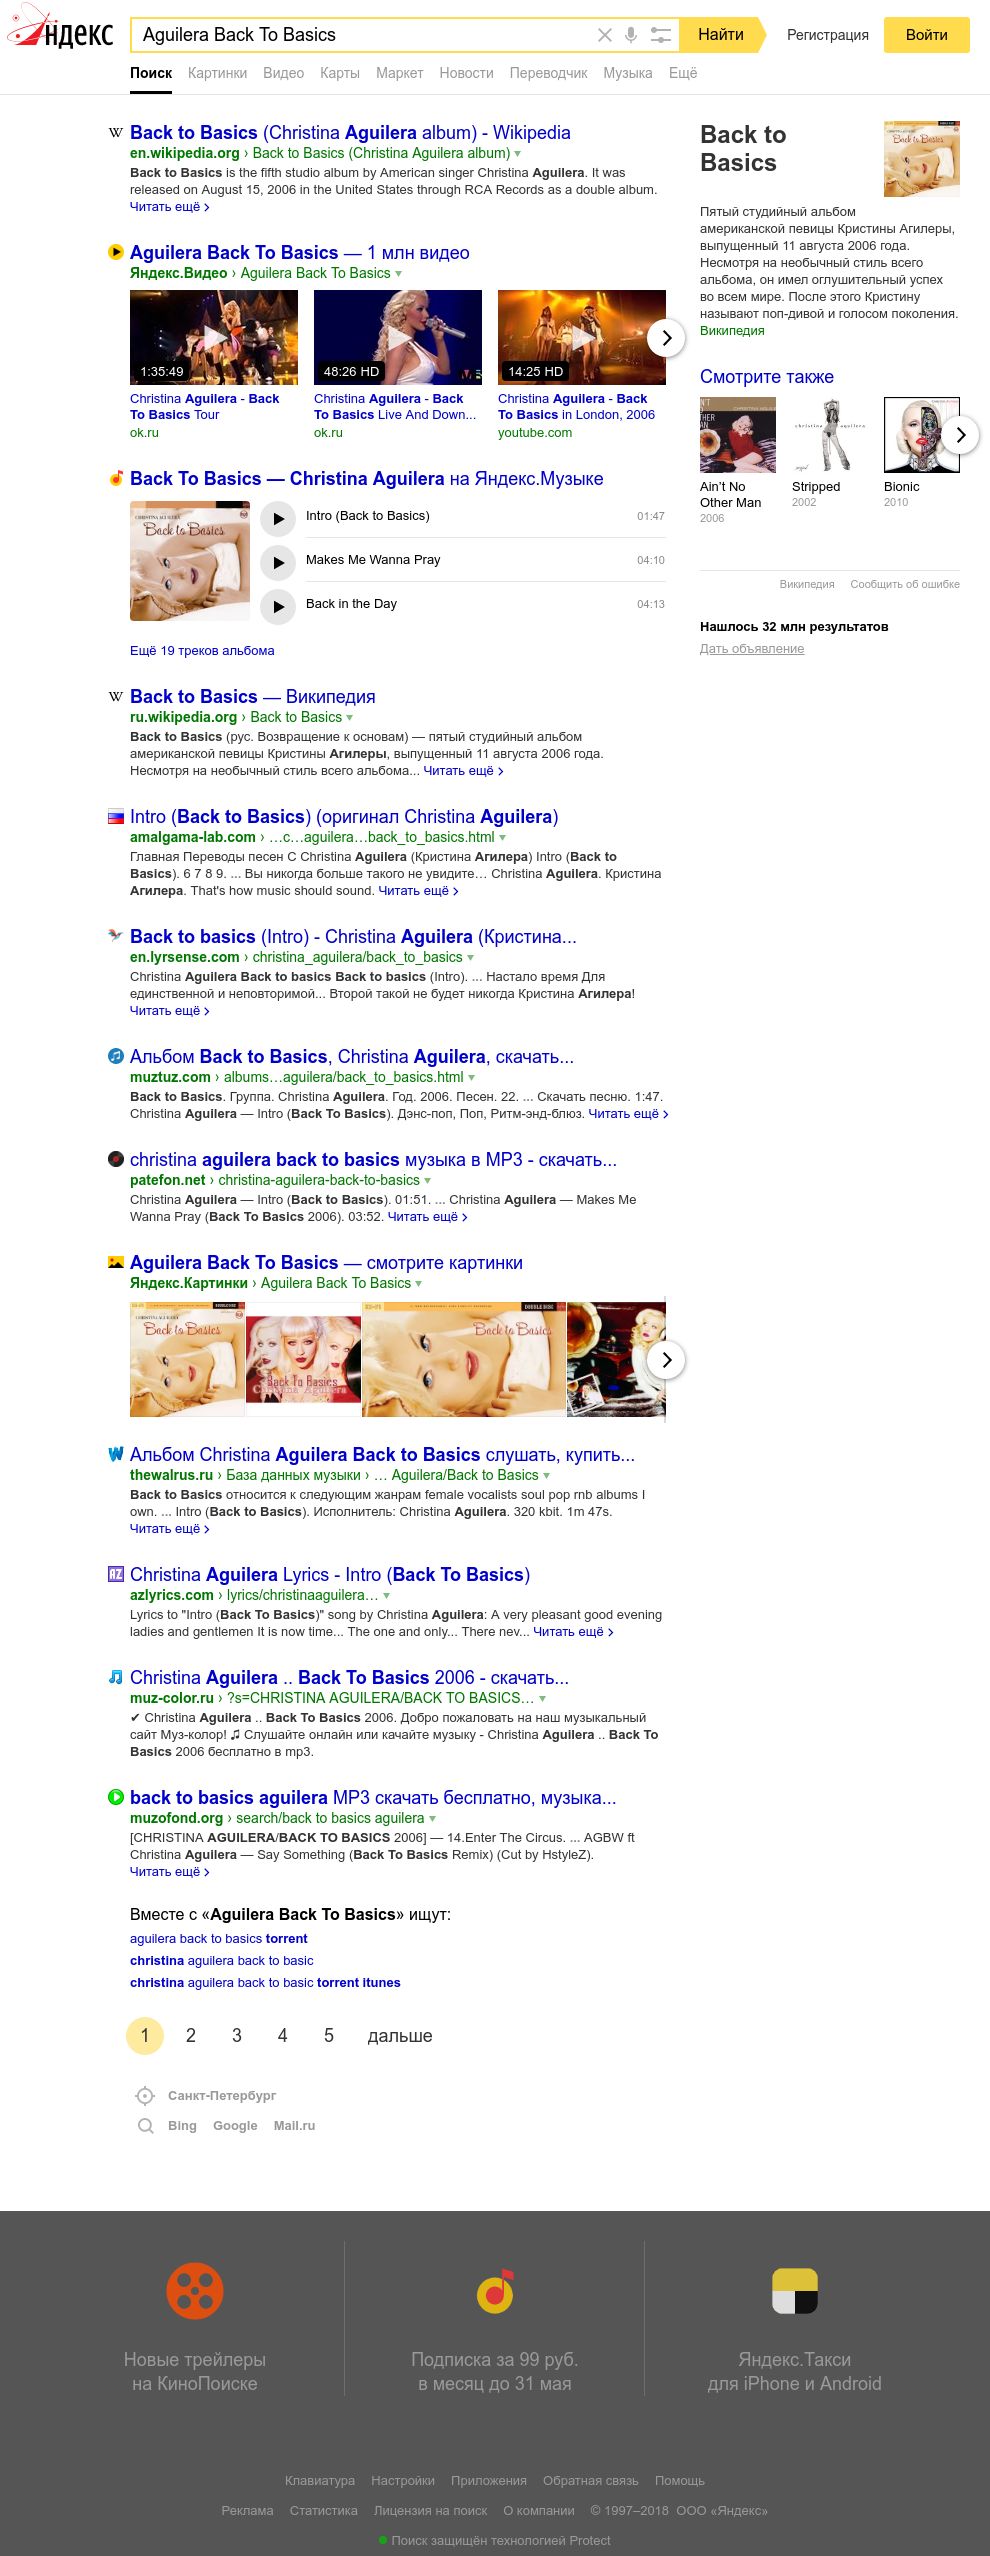 Яндекс
Aguilera Back To Basics
Найти
Регистрация
Войти
Поиск Картинки Видео Карты Маркет Новости Переводчик Музыка Ещё
Back to Basics (Christina Aguilera album) - Wikipedia
en.wikipedia.org › Back to Basics (Christina Aguilera album)
Back to Basics is the fifth studio album by American singer Christina Aguilera. It was
released on August 15, 2006 in the United States through RCA Records as a double album.
Читать ещё
Aguilera Back To Basics — 1 млн видео
Яндекс.Видео › Aguilera Back To Basics
1:35:49
48:26 HD
14:25 HD
Christina Aguilera - Back
To Basics Tour
ok.ru
Christina Aguilera - Back
To Basics Live And Down...
ok.ru
Christina Aguilera - Back
To Basics in London, 2006
youtube.com
Back To Basics — Christina Aguilera на Яндекс.Музыке
CHRISTINA AGUILERA
Back to Basics
Intro (Back to Basics) 01:47
Makes Me Wanna Pray 04:10
Back in the Day 04:13
Ещё 19 треков альбома
Back to Basics — Википедия
ru.wikipedia.org › Back to Basics
Back to Basics (рус. Возвращение к основам) — пятый студийный альбом
американской певицы Кристины Агилеры, выпущенный 11 августа 2006 года.
Несмотря на необычный стиль всего альбома... Читать ещё
Intro (Back to Basics) (оригинал Christina Aguilera)
amalgama-lab.com › …c…aguilera…back_to_basics.html
Главная Переводы песен C Christina Aguilera (Кристина Агилера) Intro (Back to
Basics). 6 7 8 9. ... Вы никогда больше такого не увидите… Christina Aguilera. Кристина
Агилера. That's how music should sound. Читать ещё
Back to basics (Intro) - Christina Aguilera (Кристина...
en.lyrsense.com › christina_aguilera/back_to_basics
Christina Aguilera Back to basics Back to basics (Intro). ... Настало время Для
единственной и неповторимой... Второй такой не будет никогда Кристина Агилера!
Читать ещё
Альбом Back to Basics, Christina Aguilera, скачать...
muztuz.com › albums…aguilera/back_to_basics.html
Back to Basics. Группа. Christina Aguilera. Год. 2006. Песен. 22. ... Скачать песню. 1:47.
Christina Aguilera — Intro (Back To Basics). Дэнс-поп, Поп, Ритм-энд-блюз. Читать ещё
christina aguilera back to basics музыка в MP3 - скачать...
patefon.net › christina-aguilera-back-to-basics
Christina Aguilera — Intro (Back to Basics). 01:51. ... Christina Aguilera — Makes Me
Wanna Pray (Back To Basics 2006). 03:52. Читать ещё
Aguilera Back To Basics — смотрите картинки
Яндекс.Картинки › Aguilera Back To Basics
CHRISTINA AGUILERA
Back to Basics
Back To Basics
Christina Aguilera
DOUBLE DISC
Back to Basics
Альбом Christina Aguilera Back to Basics слушать, купить...
thewalrus.ru › База данных музыки › … Aguilera/Back to Basics
Back to Basics относится к следующим жанрам female vocalists soul pop rnb albums I
own. ... Intro (Back to Basics). Исполнитель: Christina Aguilera. 320 kbit. 1m 47s.
Читать ещё
AZ
Christina Aguilera Lyrics - Intro (Back To Basics)
azlyrics.com › lyrics/christinaaguilera…
Lyrics to "Intro (Back To Basics)" song by Christina Aguilera: A very pleasant good evening
ladies and gentlemen It is now time... The one and only... There nev... Читать ещё
Christina Aguilera .. Back To Basics 2006 - скачать...
muz-color.ru › ?s=CHRISTINA AGUILERA/BACK TO BASICS…
✔ Christina Aguilera .. Back To Basics 2006. Добро пожаловать на наш музыкальный
сайт Муз-колор! ♫ Слушайте онлайн или качайте музыку - Christina Aguilera .. Back To
Basics 2006 бесплатно в mp3.
back to basics aguilera MP3 скачать бесплатно, музыка...
muzofond.org › search/back to basics aguilera
[CHRISTINA AGUILERA/BACK TO BASICS 2006] — 14.Enter The Circus. ... AGBW ft
Christina Aguilera — Say Something (Back To Basics Remix) (Cut by HstyleZ).
Читать ещё
Вместе с «Aguilera Back To Basics» ищут:
aguilera back to basics torrent
christina aguilera back to basic
christina aguilera back to basic torrent itunes
1 2 3 4 5 дальше
Санкт-Петербург
Bing Google Mail.ru
Back to
Basics
CHRISTINA AGUILERA
Back to Basics
Пятый студийный альбом
американской певицы Кристины Агилеры,
выпущенный 11 августа 2006 года.
Несмотря на необычный стиль всего
альбома, он имел оглушительный успех
во всем мире. После этого Кристину
называют поп-дивой и голосом поколения.
Википедия
Смотрите также
christina aguilera
Ain’t No
Other Man
2006
Stripped
2002
Bionic
2010
Википедия Сообщить об ошибке
Нашлось 32 млн результатов
Дать объявление
Новые трейлеры
на КиноПоиске
Подписка за 99 руб.
в месяц до 31 мая
Яндекс.Такси
для iPhone и Android
Клавиатура Настройки Приложения Обратная связь Помощь
Реклама Статистика Лицензия на поиск О компании © 1997–2018 ООО «Яндекс»
Поиск защищён технологией Protect